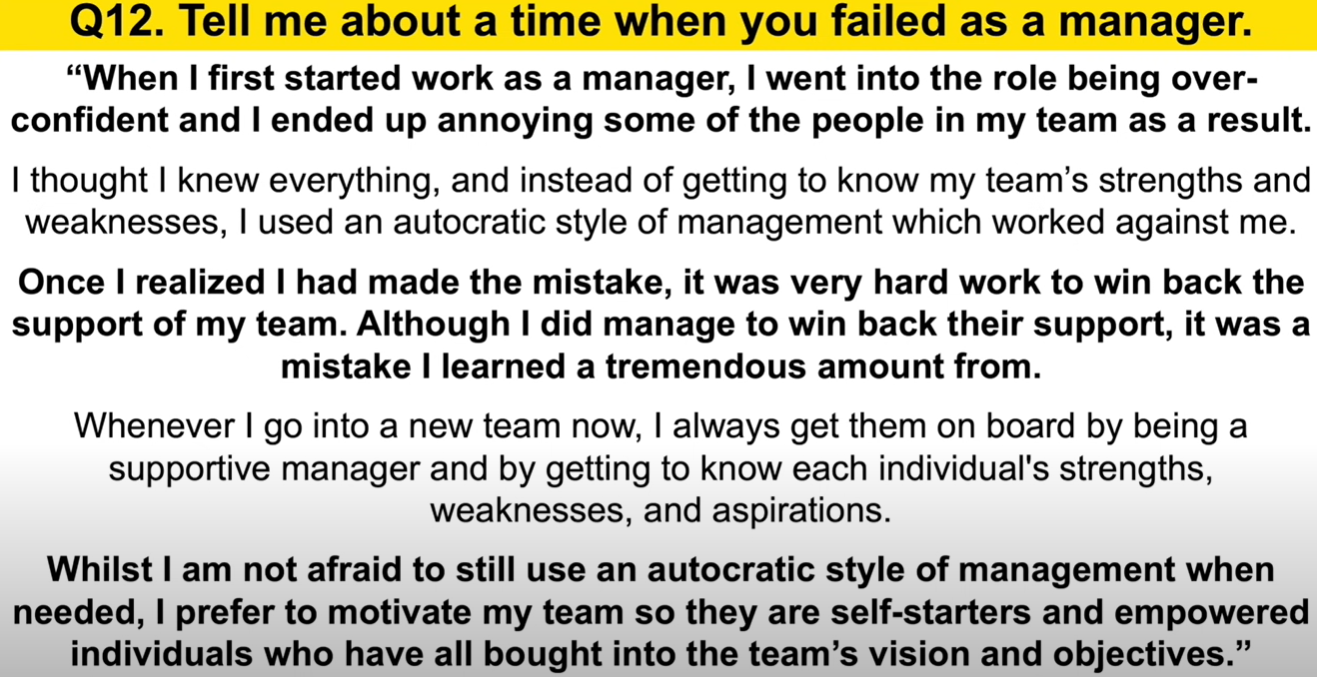 Q12. Tell me about a time when you failed as a manager.
“When I first started work as a manager, I went into the role being over-
confident and I ended up annoying some of the people in my team as a result.
I thought I knew everything, and instead of getting to know my team’s strengths and
weaknesses, I used an autocratic style of management which worked against me.
Once I realized I had made the mistake, it was very hard work to win back the
support of my team. Although I did manage to win back their support, it was a
mistake I learned a tremendous amount from.
Whenever I go into a new team now, I always get them on board by being a
supportive manager and by getting to know each individual's strengths,
weaknesses, and aspirations.
Whilst I am not afraid to still use an autocratic style of management when
needed, I prefer to motivate my team so they are self-starters and empowered
individuals who have all bought into the team’s vision and objectives.”